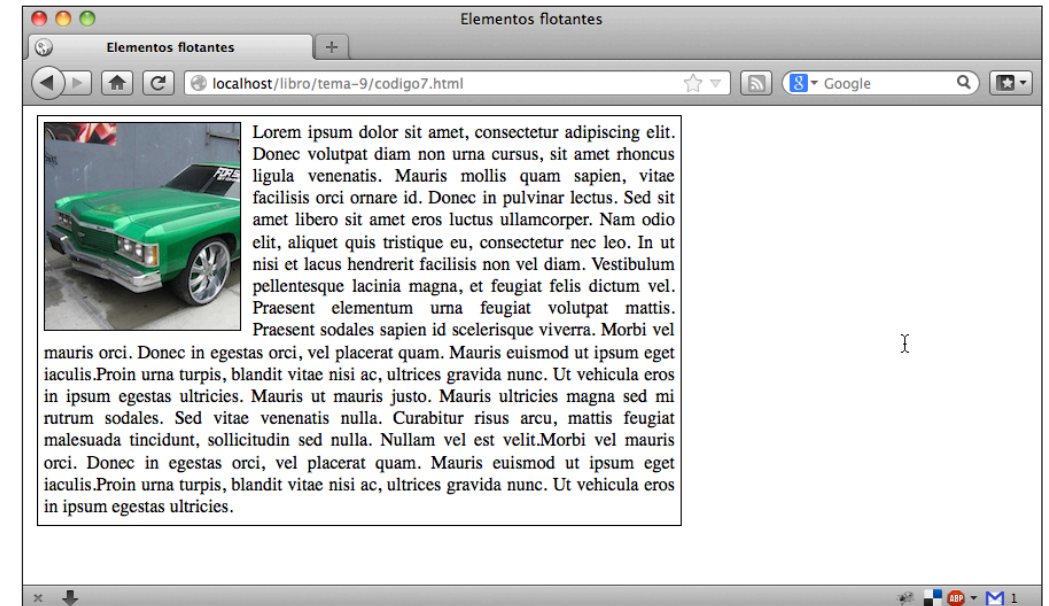 Elementos flotantes
Elementos flotantes
localhost/libro/tema-9/codigo7.html
8
Google
Lorem ipsum dolor sit amet, consectetur adipiscing elit.
Donec volutpat diam non urna cursus, sit amet rhoncus
ligula venenatis. Mauris mollis quam sapien, vitae
facilisis orci ornare id. Donec in pulvinar lectus. Sed sit
amet libero sit amet eros luctus ullamcorper. Nam odio
elit, aliquet quis tristique eu, consectetur nec leo. In ut
nisi et lacus hendrerit facilisis non vel diam. Vestibulum
pellentesque lacinia magna, et feugiat felis dictum vel.
Praesent elementum urna feugiat volutpat mattis.
Praesent sodales sapien id scelerisque viverra. Morbi vel
mauris orci. Donec in egestas orci, vel placerat quam. Mauris euismod ut ipsum eget
iaculis.Proin urna turpis, blandit vitae nisi ac, ultrices gravida nunc. Ut vehicula eros
in ipsum egestas ultricies. Mauris ut mauris justo. Mauris ultricies magna sed mi
rutrum sodales. Sed vitae venenatis nulla. Curabitur risus arcu, mattis feugiat
malesuada tincidunt, sollicitudin sed nulla. Nullam vel est velit.Morbi vel mauris
orci. Donec in egestas orci, vel placerat quam. Mauris euismod ut ipsum eget
iaculis.Proin urna turpis, blandit vitae nisi ac, ultrices gravida nunc. Ut vehicula eros
in ipsum egestas ultricies.
ABP
1